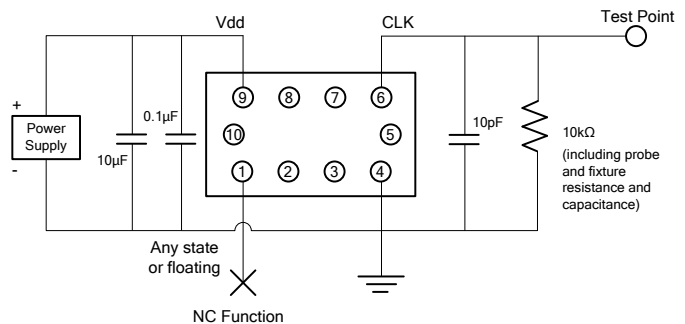 Test Point
Vdd
CLK
+
Power
Supply
-
10µF
0.1µF
9
8
7
6
10
5
1
2
3
4
10pF
10kΩ
(including probe
and fixture
resistance and
capacitance)
Any state
or floating
NC Function